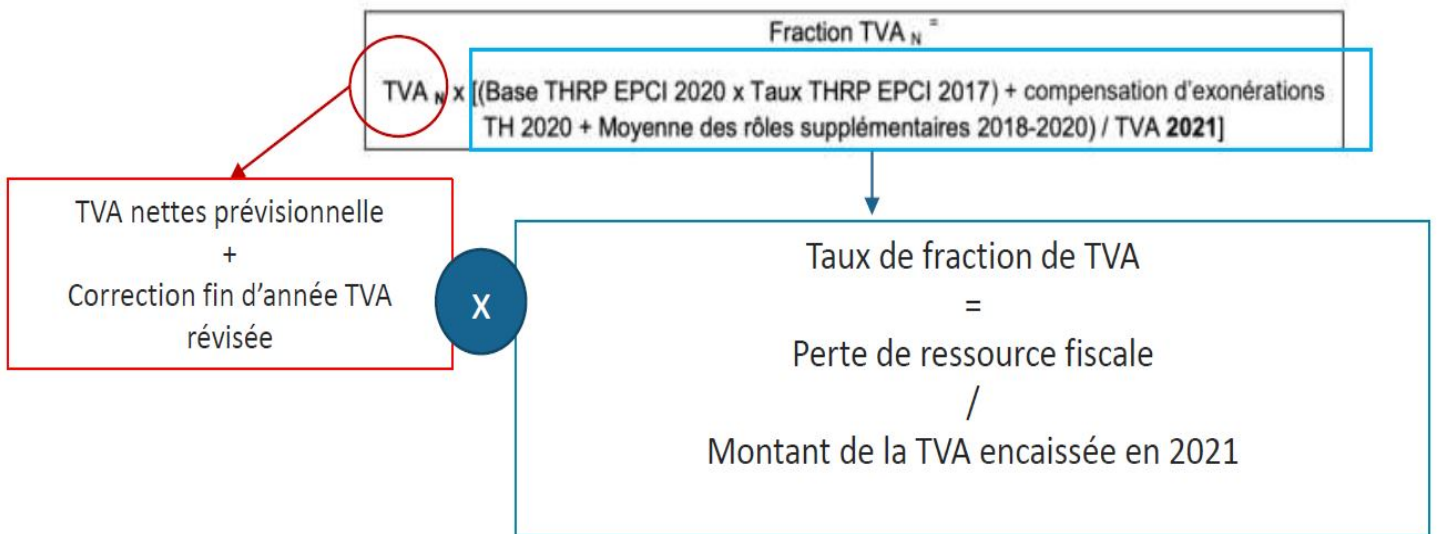 Fraction TVA N =
TVA N x [(Base THRP EPCI 2020 x Taux THRP EPCI 2017) + compensation d'exonérations
TH 2020 + Moyenne des rôles supplémentaires 2018-2020) / TVA 2021]
TVA nettes prévisionnelle
+
Correction fin d'année TVA
révisée
X
Taux de fraction de TVA
=
Perte de ressource fiscale
/
Montant de la TVA encaissée en 2021